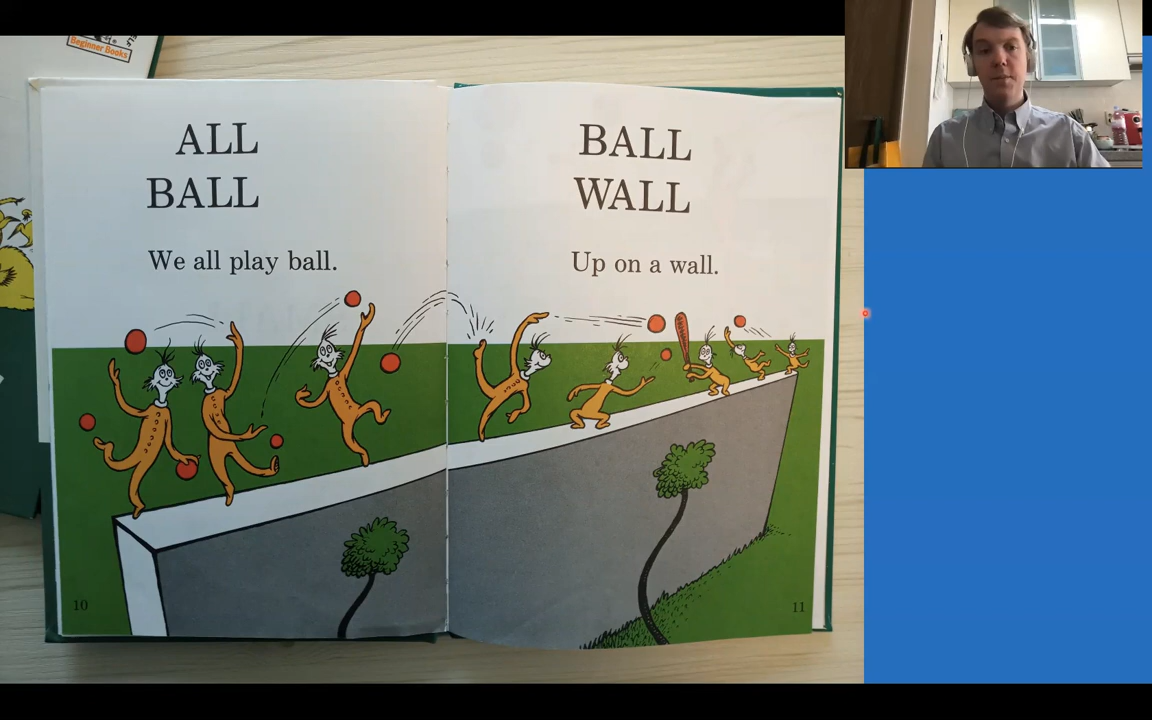 Beginner Books
ALL
BALL
We all play ball.
10
BALL
WALL
Up on a wall.
11